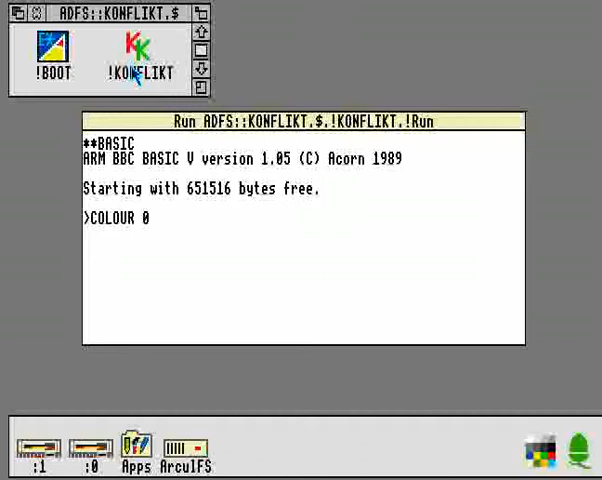 ADFS::KONFLIKT.$
!BOOT
!KONFLIKT
Run ADFS::KONFLIKT.$.!KONFLIKT.!Run
**BASIC
ARM BBC BASIC V version 1.05 (C) Acorn 1989
Starting with 651516 bytes free.
>COLOUR 0
:1
:0
Apps
ArculFS